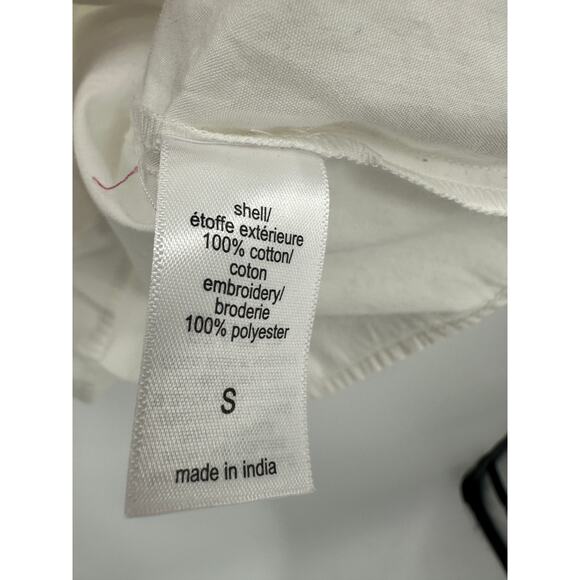 shell/
étoffe extérieure
100% cotton/
coton
embroidery/
broderie
100% polyester
S
made in india